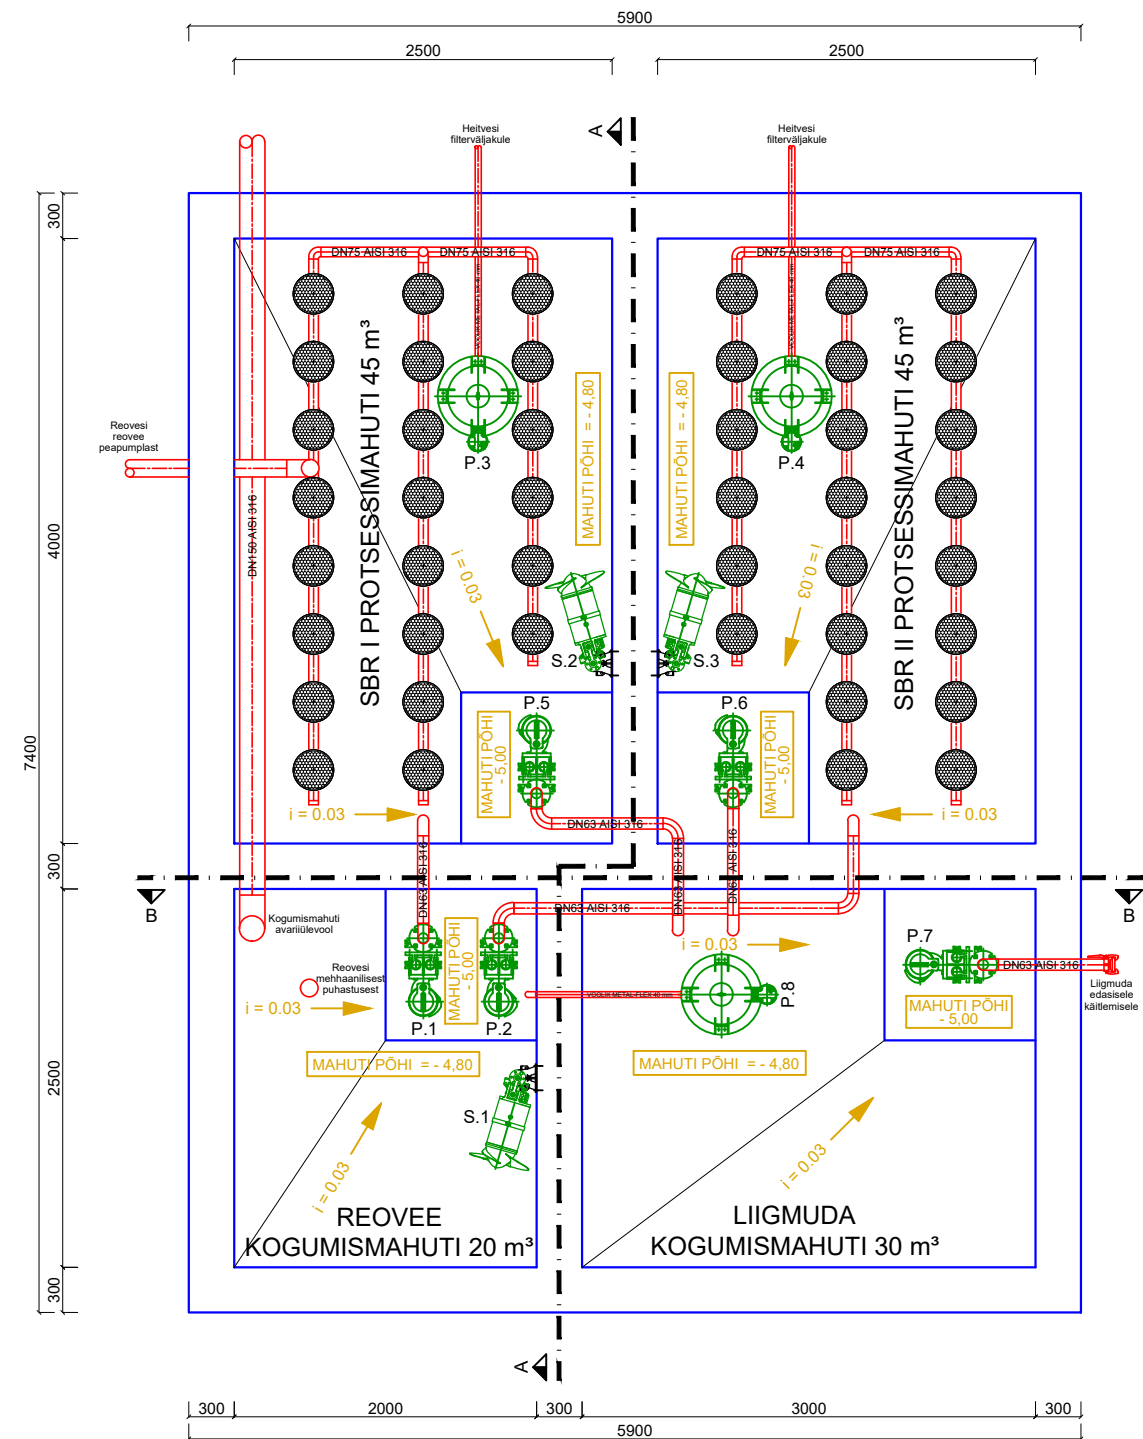 5900
2500
2500
A
Heitvesi
filterväljakule
Heitvesi
filterväljakule
300
DN75 AISI 316
DN75 AISI 316
DN75 AISI 316
DN75 AISI 316
SBR I PROTSESSIMAHUTI 45 m³
SBR II PROTSESSIMAHUTI 45 m³
MAHUTI PÕHI = - 4,80
MAHUTI PÕHI = - 4,80
Reovesi
reovee
peapumplast
P.3
P.4
DN150 AISI 316
4000
i = 0.03
i = 0.03
S.2
S.3
P.5
P.6
MAHUTI PÕHI
- 5,00
MAHUTI PÕHI
- 5,00
7400
i = 0.03
i = 0.03
DN63 AISI 316
DN63 AISI 316
DN63 AISI 316
DN63 AISI 316
300
B
B
DN63 AISI 316
Kogumismahuti
avariiülevool
i = 0.03
P.7
DN63 AISI 316
Reovesi
mehhaanilisest
puhastusest
MAHUTI PÕHI
- 5,00
Liigmuda
edasisele
käitlemisele
i = 0.03
P.1
P.2
P.8
MAHUTI PÕHI
- 5,00
MAHUTI PÕHI = - 4,80
MAHUTI PÕHI = - 4,80
2500
S.1
i = 0.03
i = 0.03
REOVEE
KOGUMISMAHUTI 20 m³
LIIGMUDA
KOGUMISMAHUTI 30 m³
300
A
300
2000
300
3000
300
5900